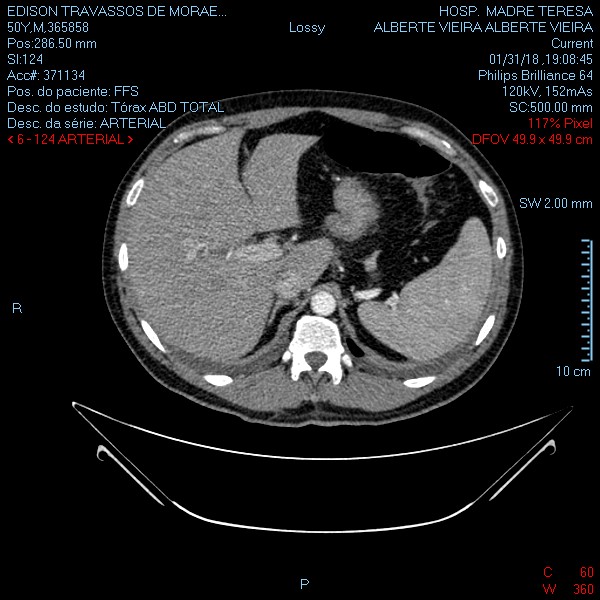 EDISON TRAVASSOS DE MORAE...
50Y,M,365858
Pos:286.50 mm
SI:124
Acc#: 371134
Pos. do paciente: FFS
Desc. do estudo: Tórax ABD TOTAL
Desc. da série: ARTERIAL
< 6 - 124 ARTERIAL >
Lossy
HOSP. MADRE TERESA
ALBERTE VIEIRA ALBERTE VIEIRA
Current
01/31/18 ,19:08:45
Philips Brilliance 64
120kV, 152mAs
SC:500.00 mm
117% Pixel
DFOV 49.9 x 49.9 cm
SW 2.00 mm
R
10 cm
P
C 60
W 360